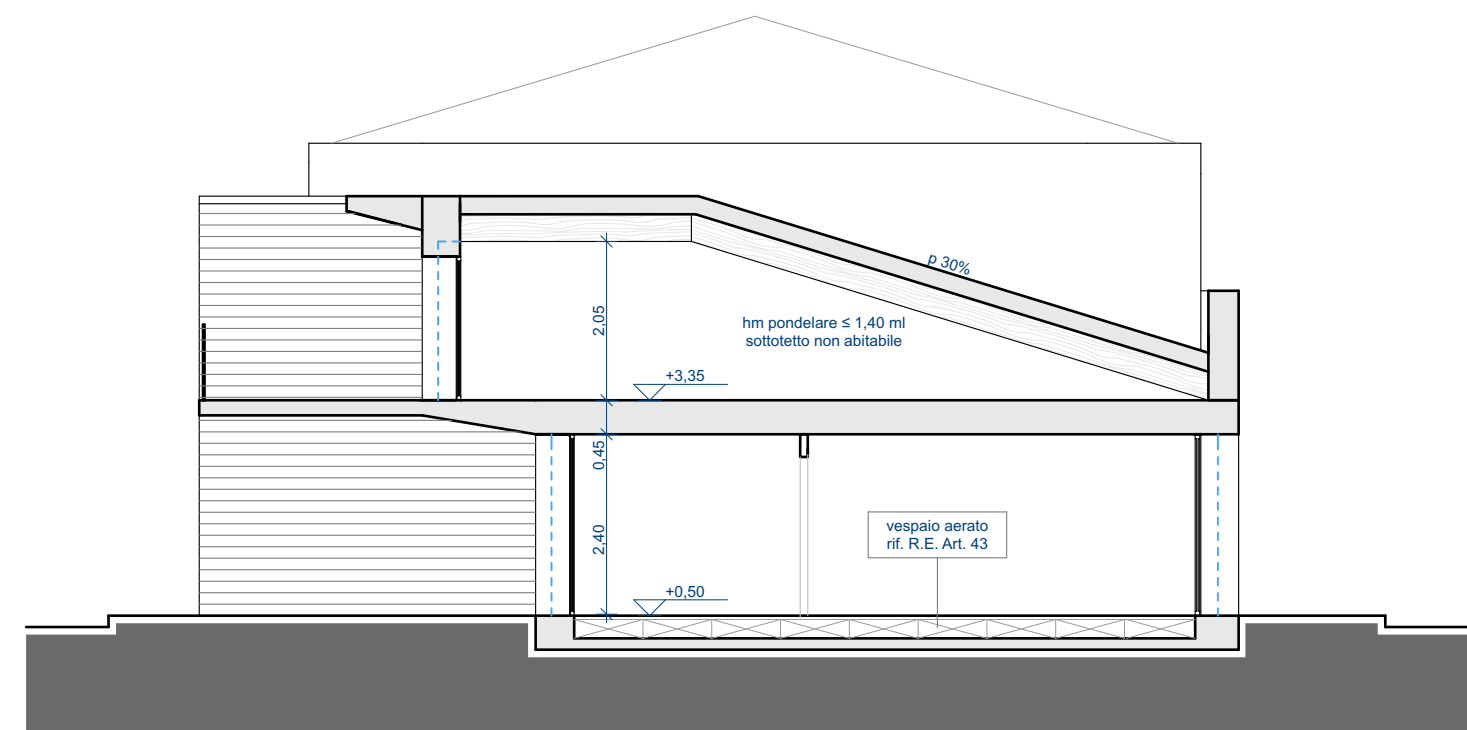 p 30%
2,05
hm pondelare ≤ 1,40 ml
sottotetto non abitabile
+3,35
0,45
2,40
vespaio aerato
rif. R.E. Art. 43
+0,50